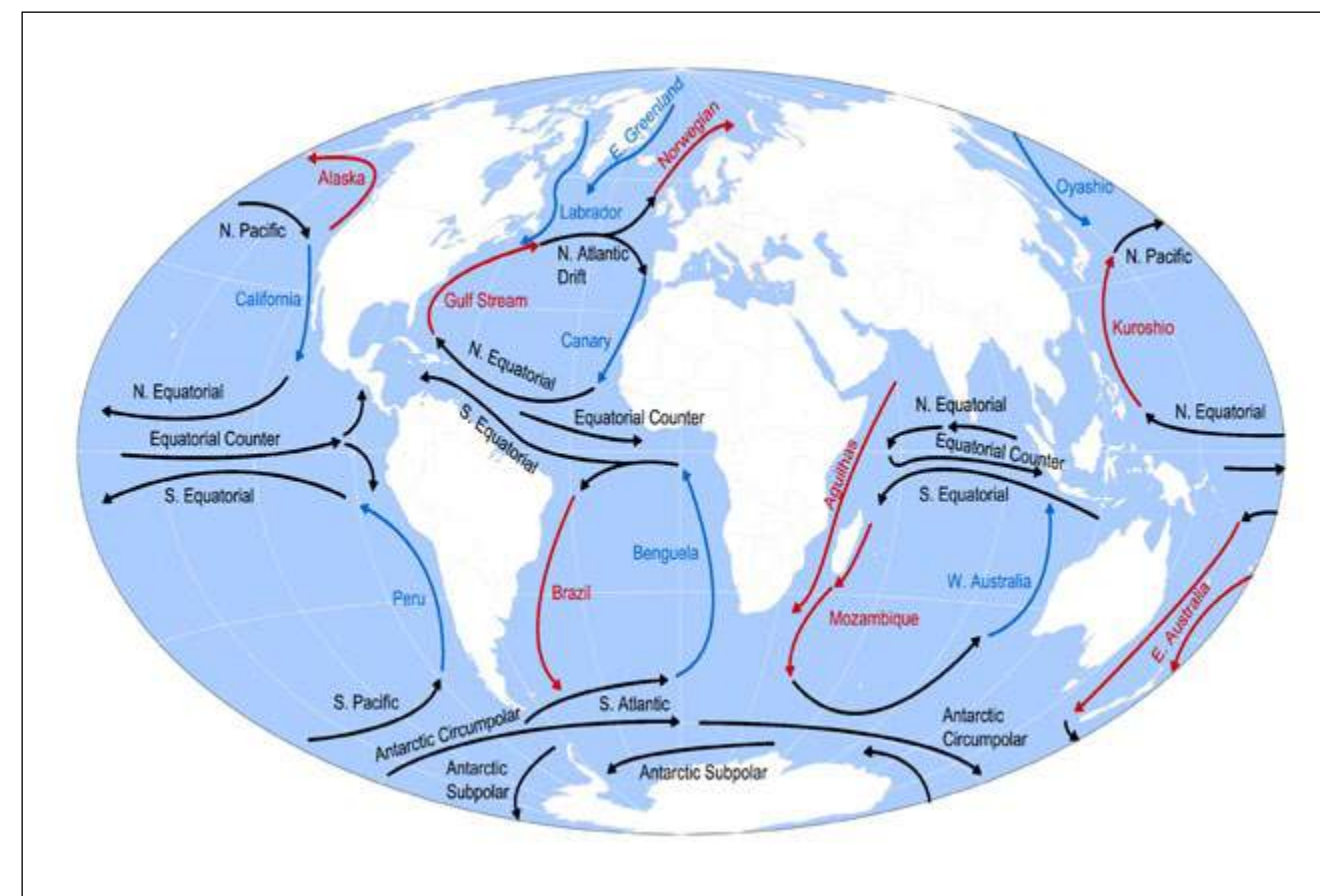 E. Greenland
Norwegian
Alaska
Labrador
Oyashio
N. Pacific
N. Atlantic
Drift
N. Pacific
California
Gulf Stream
Kuroshio
Canary
N. Equatorial
N. Equatorial
Equatorial Counter
S. Equatorial
S. Equatorial
Equatorial Counter
N. Equatorial
Equatorial Counter
S. Equatorial
N. Equatorial
Aguilhas
Benguela
Peru
Brazil
W. Australia
Mozambique
E. Australia
S. Pacific
S. Atlantic
Antarctic Circumpolar
Antarctic
Circumpolar
Antarctic
Subpolar
Antarctic Subpolar